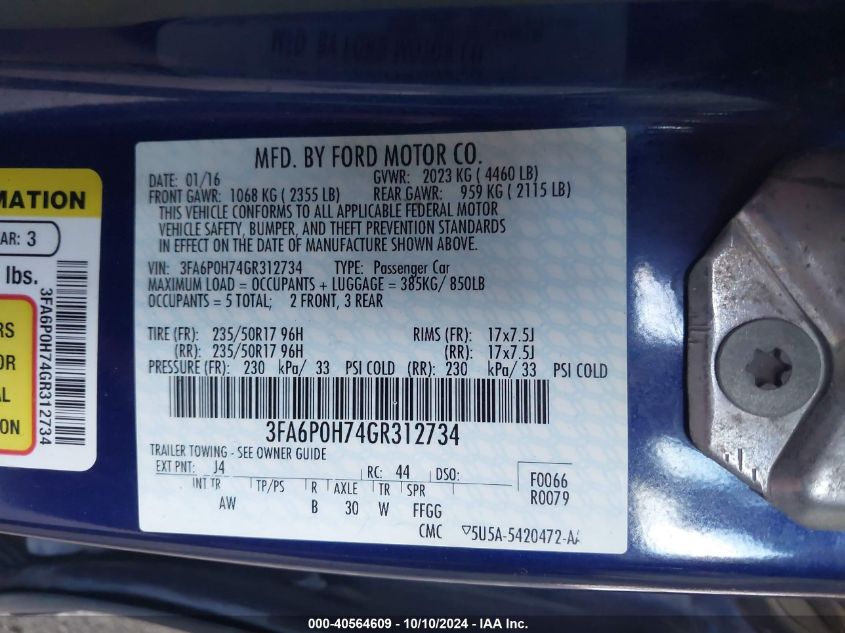 MFD. BY FORD MOTOR CO.
DATE: 01/16 GVWR: 2023 KG ( 4460 LB)
FRONT GAWR: 1068 KG ( 2355 LB) REAR GAWR: 959 KG ( 2115 LB)
THIS VEHICLE CONFORMS TO ALL APPLICABLE FEDERAL MOTOR
VEHICLE SAFETY, BUMPER, AND THEFT PREVENTION STANDARDS
IN EFFECT ON THE DATE OF MANUFACTURE SHOWN ABOVE.
VIN: 3FA6P0H74GR312734 TYPE: Passenger Car
MAXIMUM LOAD = OCCUPANTS + LUGGAGE = 385KG/ 850LB
OCCUPANTS = 5 TOTAL; 2 FRONT, 3 REAR
TIRE (FR): 235/50R17 96H RIMS (FR): 17x7.5J
(RR): 235/50R17 96H (RR): 17x7.5J
PRESSURE (FR): 230 kPa/ 33 PSI COLD (RR): 230 kPa/ 33 PSI COLD
3FA6P0H74GR312734
TRAILER TOWING - SEE OWNER GUIDE
EXT PNT: J4 RC: 44 DSO:
F0066
R0079
INT TR TP/PS R AXLE TR SPR
AW B 30 W FFGG
CMC ▽5U5A-5420472-AA
MATION
AR: 3
lbs.
RS
OR
AL
ON
3FA6P0H74GR312734
000-40564609 - 10/10/2024 - IAA Inc.